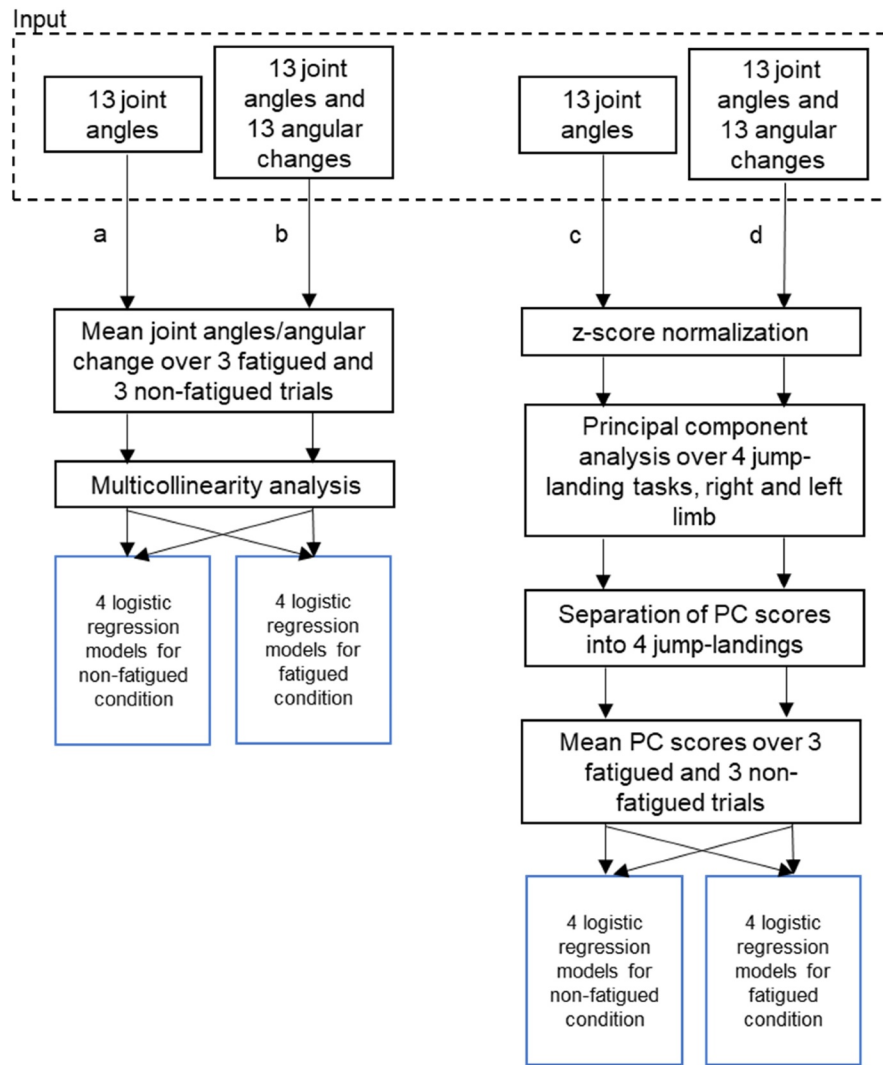 Input
13 joint
angles
13 joint
angles and
13 angular
changes
13 joint
angles
13 joint
angles and
13 angular
changes
a
b
c
d
Mean joint angles/angular
change over 3 fatigued and
3 non-fatigued trials
Multicollinearity analysis
4 logistic
regression
models for
non-fatigued
condition
4 logistic
regression
models for
fatigued
condition
z-score normalization
Principal component
analysis over 4 jump-
landing tasks, right and left
limb
Separation of PC scores
into 4 jump-landings
Mean PC scores over 3
fatigued and 3 non-
fatigued trials
4 logistic
regression
models for
non-fatigued
condition
4 logistic
regression
models for
fatigued
condition